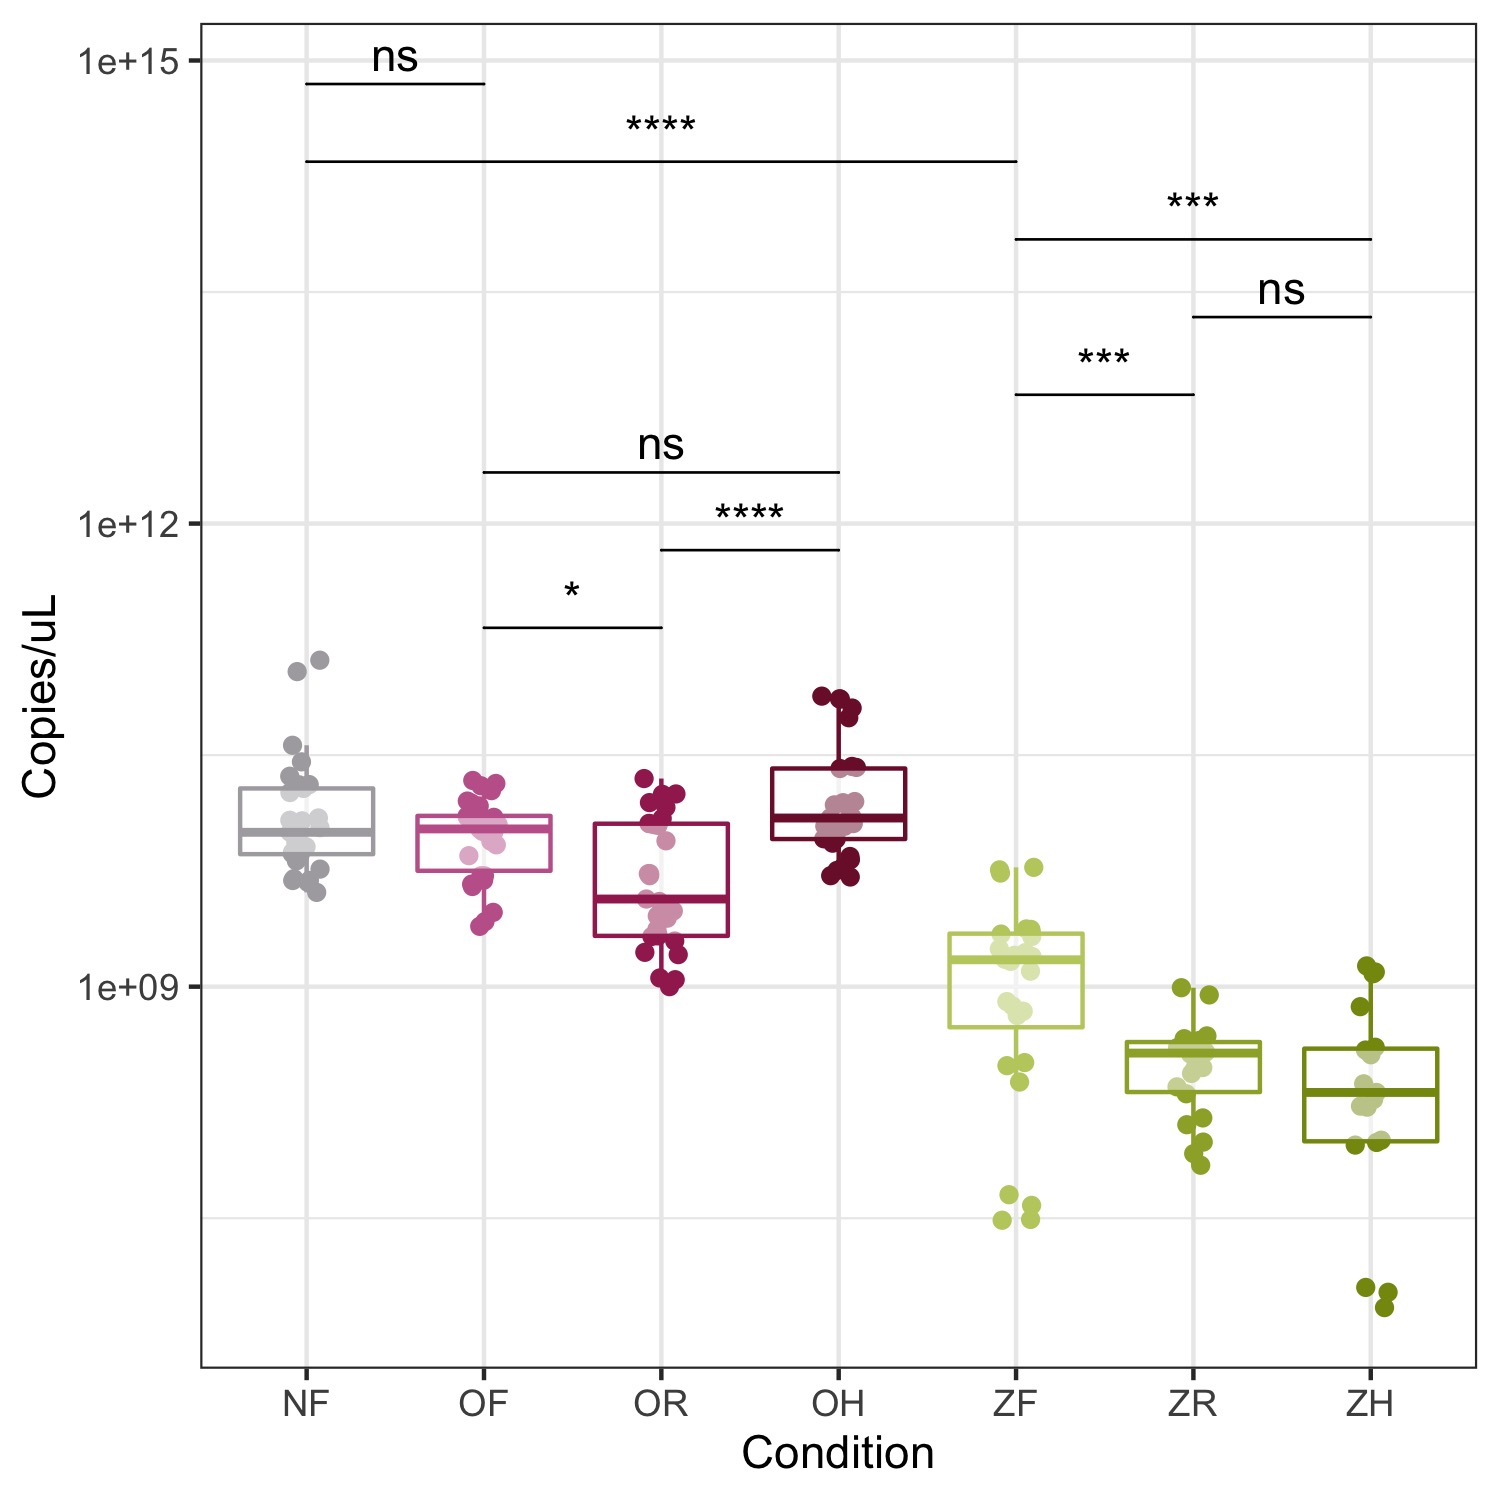 1e+15
ns
****
***
ns
***
ns
1e+12
****
*
Copies/uL
1e+09
NF OF OR OH ZF ZR ZH
Condition